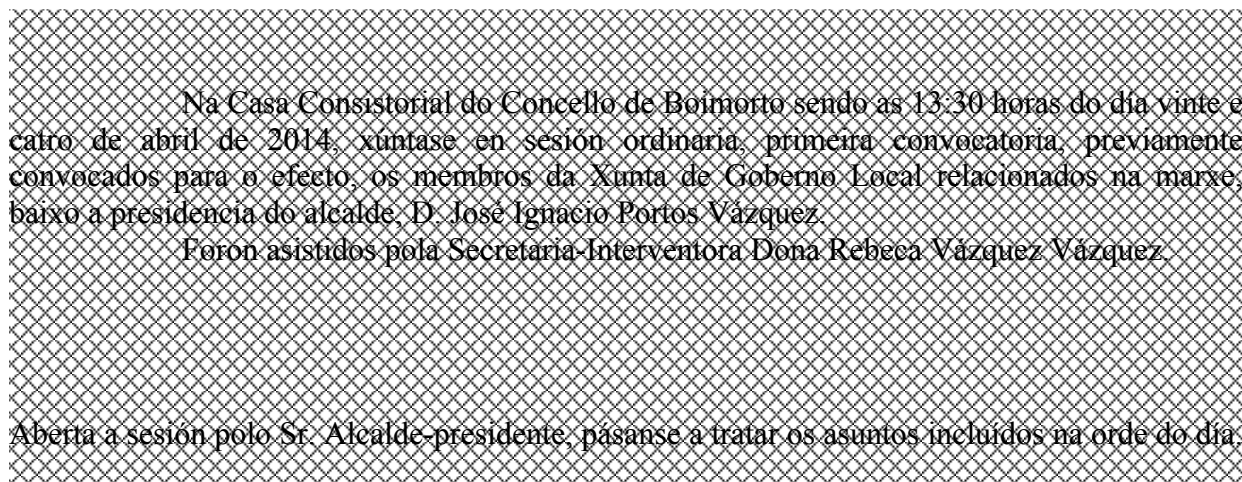 Na Casa Consistorial do Concello de Boimorto sendo as 13:30 horas do día vinte e
catro de abril de 2014, xúntase en sesión ordinaria, primeira convocatoria, previamente
convocados para o efecto, os membros da Xunta de Goberno Local relacionados na marxe,
baixo a presidencia do alcalde, D. José Ignacio Portos Vázquez.
Foron asistidos pola Secretaria-Interventora Dona Rebeca Vázquez Vázquez.
Aberta a sesión polo Sr. Alcalde-presidente, pásanse a tratar os asuntos incluidos na orde do día.